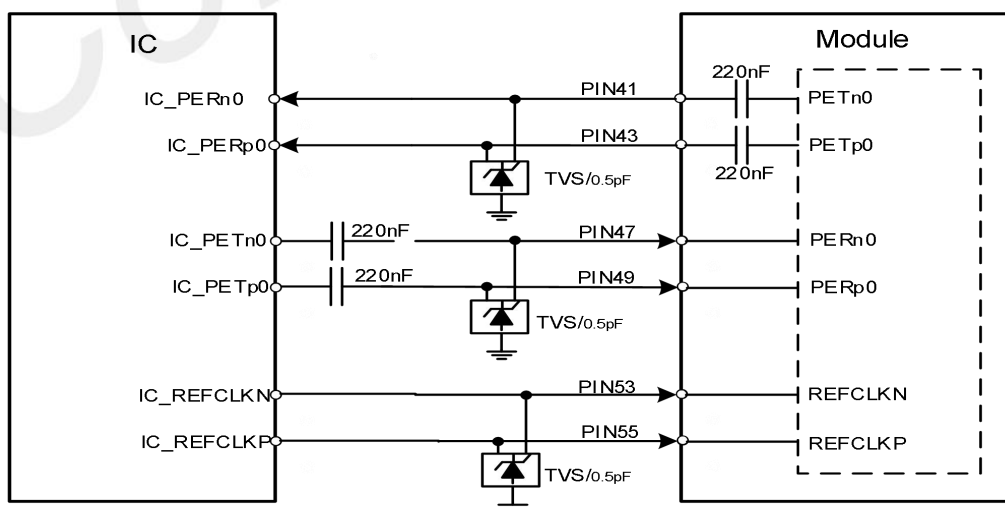 IC
Module
220nF
IC_PERn0
PIN41
PETn0
IC_PERp0
PIN43
PETp0
220nF
TVS/0.5pF
IC_PETn0
220nF
PIN47
PERn0
IC_PETp0
220nF
PIN49
PERp0
TVS/0.5pF
IC_REFCLKN
PIN53
REFCLKN
IC_REFCLKP
PIN55
REFCLKP
TVS/0.5pF